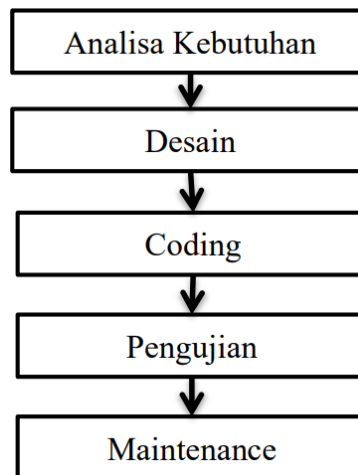 Analisa Kebutuhan
Desain
Coding
Pengujian
Maintenance